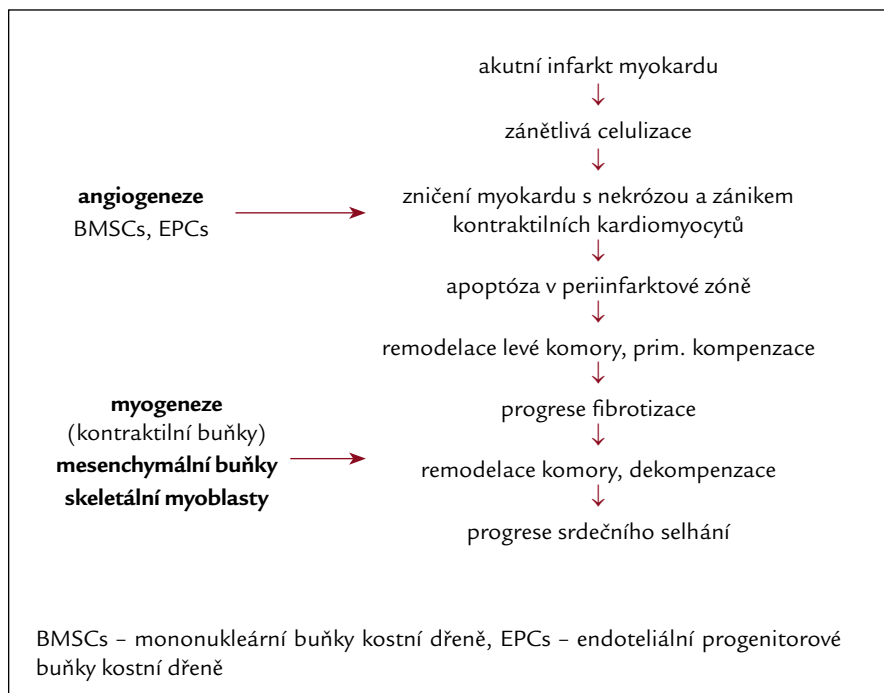 akutní infarkt myokardu
zánětlivá celulizace
angiogeneze
BMSCs, EPCs
zničení myokardu s nekrózou a zánikem
kontraktilních kardiomyocytů
apoptóza v periinfarktové zóně
remodelace levé komory, prim. kompenzace
myogeneze
(kontraktilní buňky)
mesenchymální buňky
skeletální myoblasty
progrese fibrotizace
remodelace komory, dekompenzace
progrese srdečního selhání
BMSCs – mononukleární buňky kostní dřeně, EPCs – endoteliální progenitorové
buňky kostní dřeně